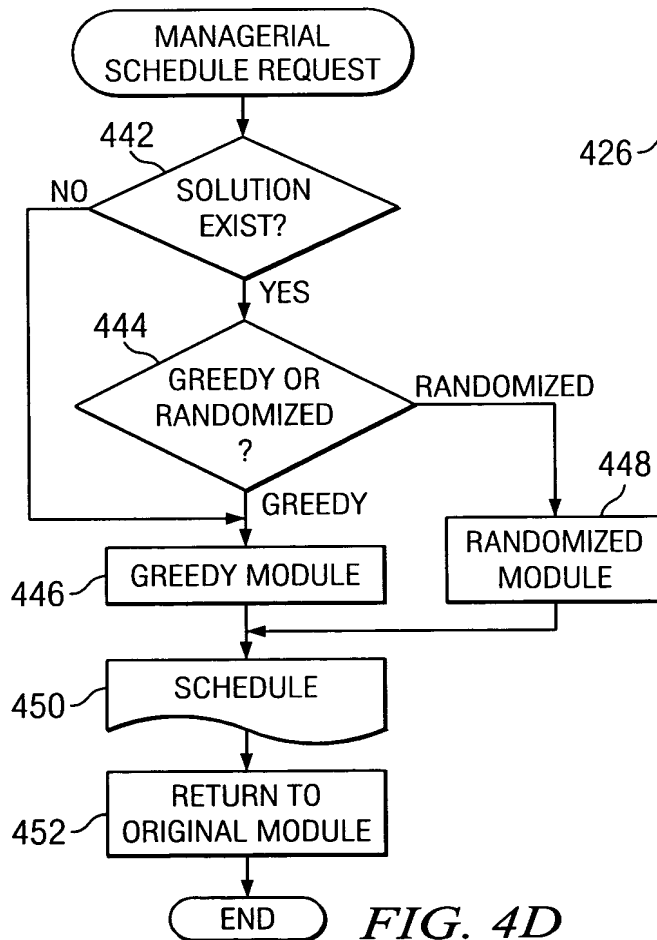 MANAGERIAL
SCHEDULE REQUEST
442
426
NO
SOLUTION
EXIST?
YES
444
GREEDY OR
RANDOMIZED
?
RANDOMIZED
448
GREEDY
446
GREEDY MODULE
RANDOMIZED
MODULE
450
SCHEDULE
452
RETURN TO
ORIGINAL MODULE
END
FIG. 4D